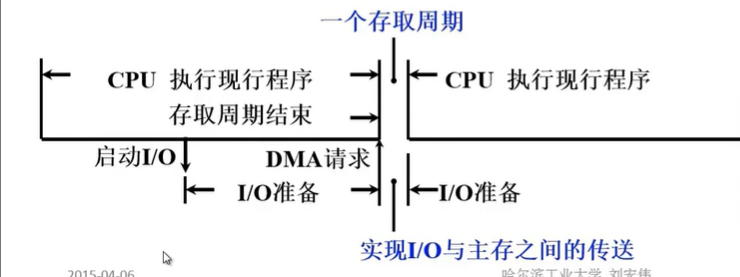 一个存取周期
CPU 执行现行程序
CPU 执行现行程序
存取周期结束
启动I/O
DMA请求
I/O准备
I/O准备
实现I/O与主存之间的传送
2015-04-06
哈尔滨工业大学 刘宏伟